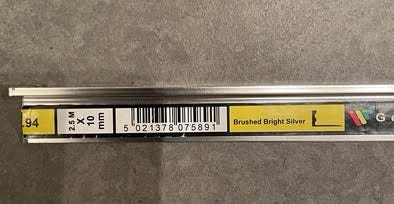 .94
2.5 M
X
10
mm
5 021378 075891
Brushed Bright Silver
G